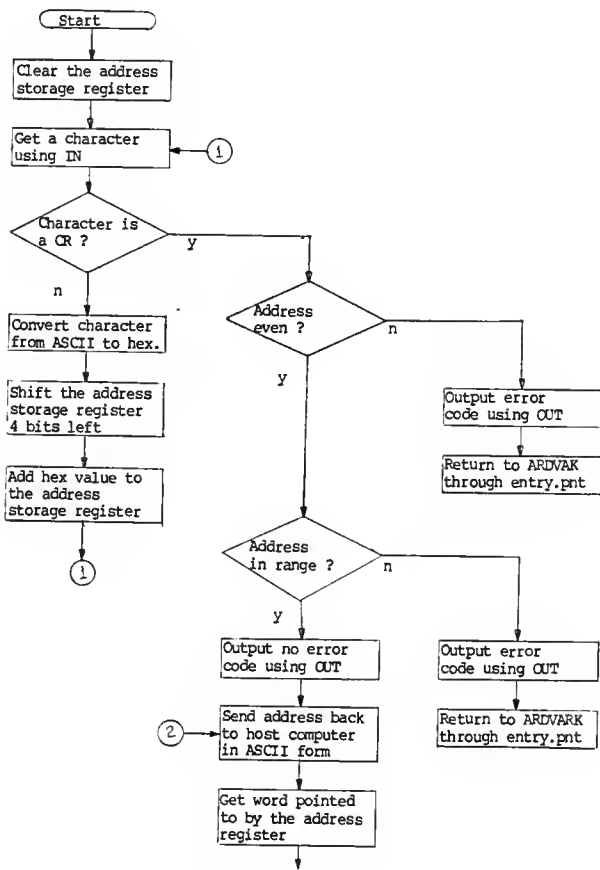 Start
Clear the address
storage register
Get a character
using IN
1
Character is
a CR ?
y
n
Convert character
from ASCII to hex.
Shift the address
storage register
4 bits left
Add hex value to
the address
storage register
1
Address
even ?
n
y
Output error
code using OUT
Return to ARDVAK
through entry.pnt
Address
in range ?
n
y
Output no error
code using OUT
Output error
code using OUT
2
Send address back
to host computer
in ASCII form
Return to ARDVARK
through entry.pnt
Get word pointed
to by the address
register